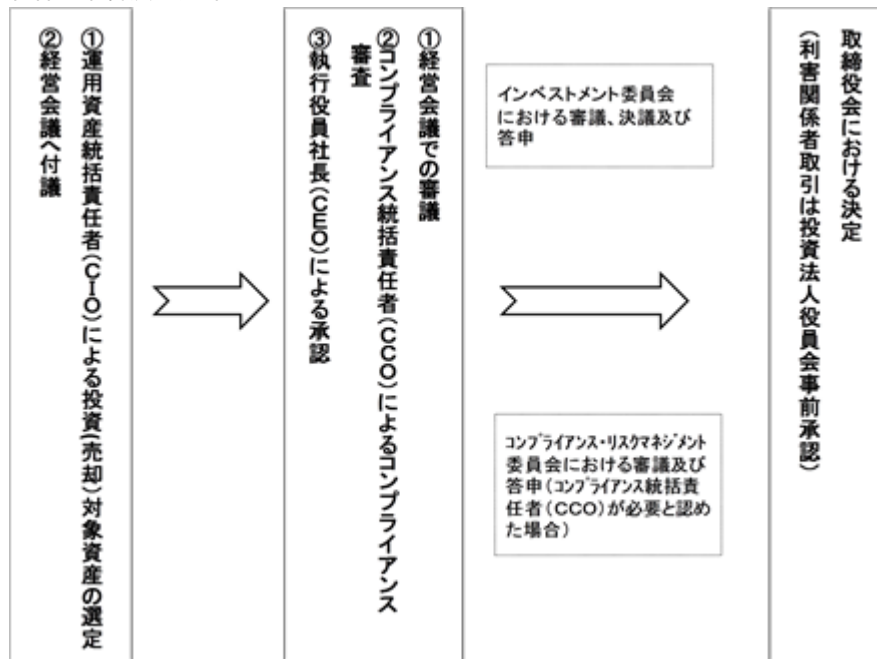 ①運用資産統括責任者(CIO)による投資(売却)対象資産の選定
②経営会議へ付議
①経営会議での審議
②コンプライアンス統括責任者(CCO)によるコンプライアンス
審査
③執行役員社長(CEO)による承認
インベストメント委員会
における審議、決議及び
答申
コンプライアンス・リスクマネジメント
委員会における審議及び
答申(コンプライアンス統括責
任者(CCO)が必要と認め
た場合)
取締役会における決定
(利害関係者取引は投資法人役員会事前承認)